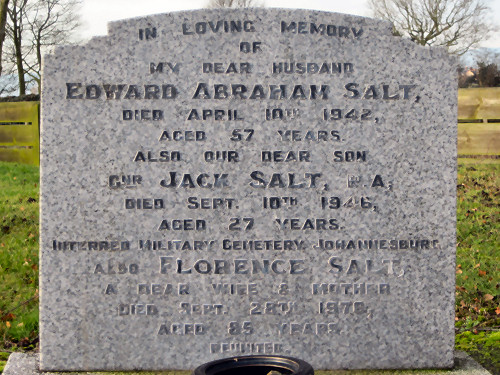 IN LOVING MEMORY
OF
MY DEAR HUSBAND
EDWARD ABRAHAM SALT,
DIED APRIL 10TH 1942,
AGED 57 YEARS.
ALSO OUR DEAR SON
GNR JACK SALT, R.A,
DIED SEPT. 10TH 1946,
AGED 27 YEARS.
INTERRED MILITARY CEMETERY, JOHANNESBURG.
ALSO FLORENCE SALT,
A DEAR WIFE & MOTHER
DIED SEPT. 28TH 1978,
AGED 85 YEARS.
REUNITED